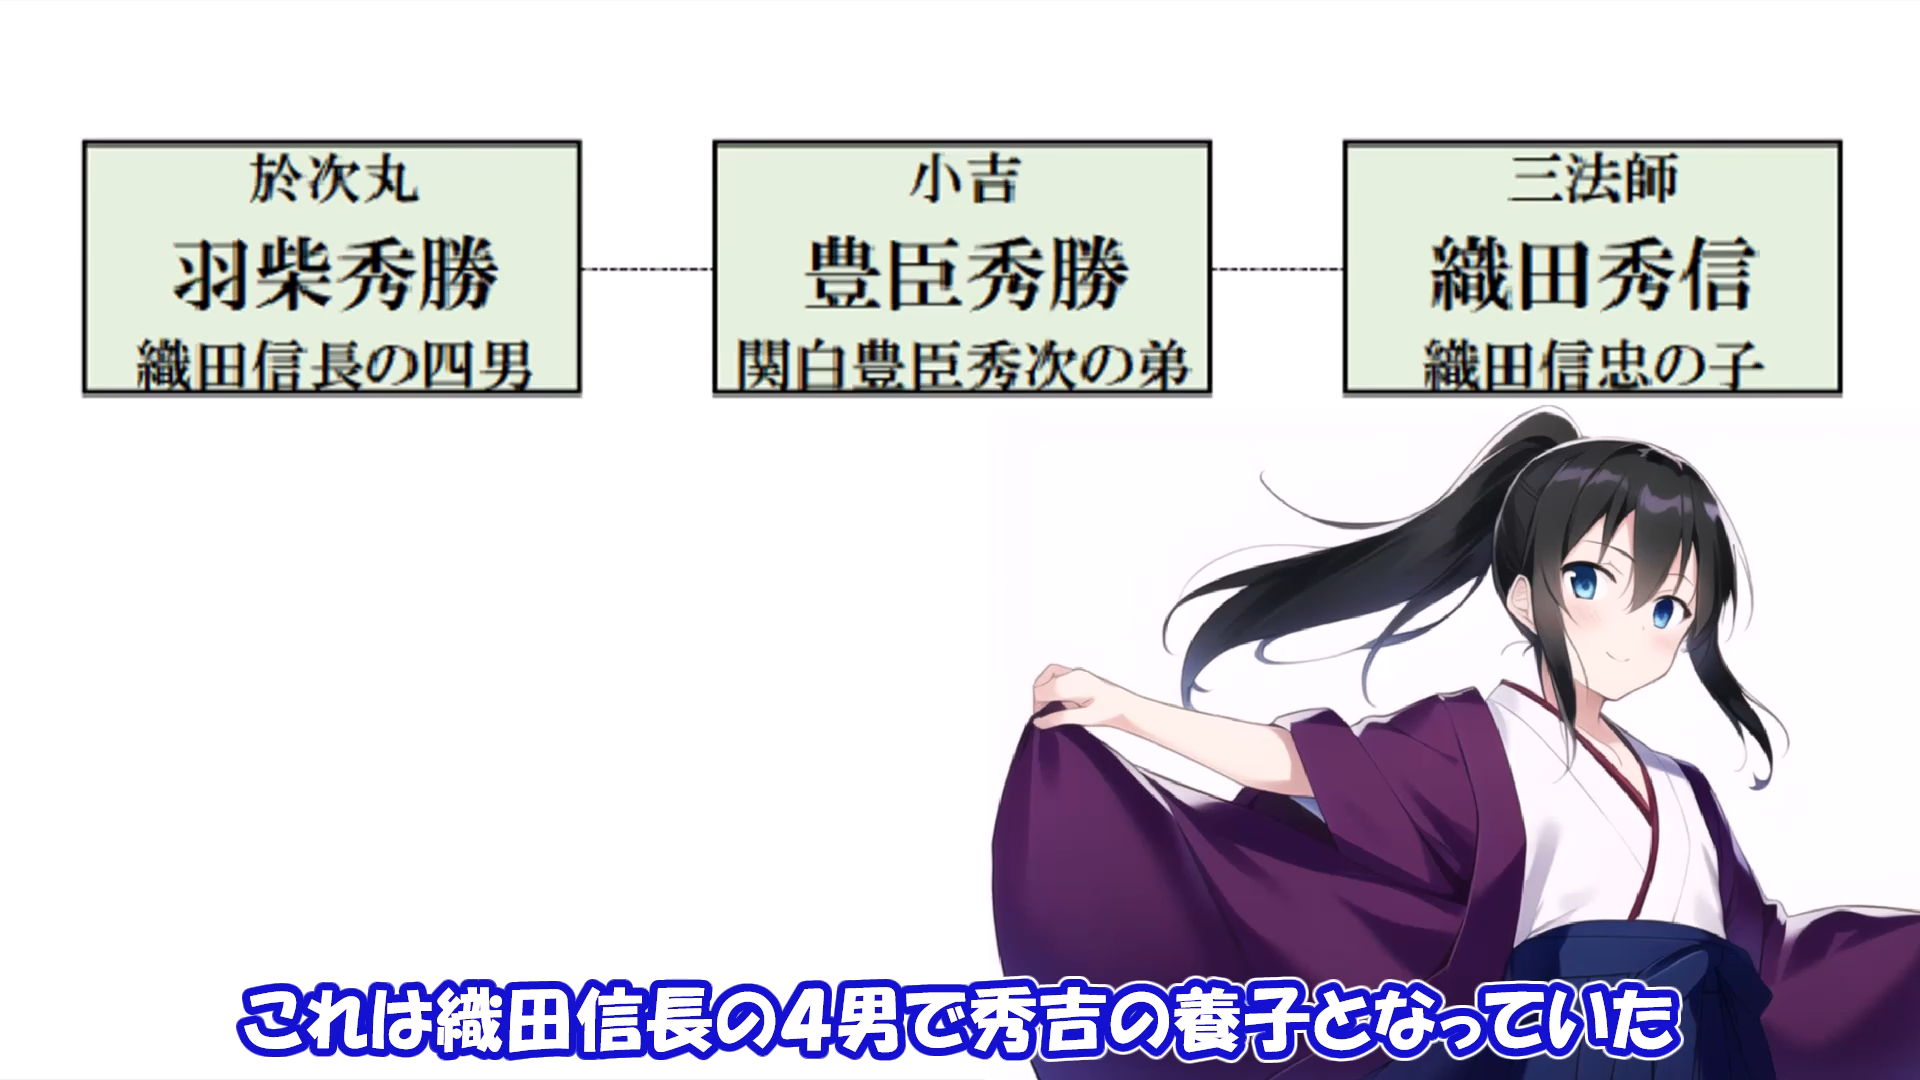 於次丸
羽柴秀勝
織田信長の四男
小吉
豊臣秀勝
関白豊臣秀次の弟
三法師
織田秀信
織田信忠の子
これは織田信長の4男で秀吉の養子となっていた